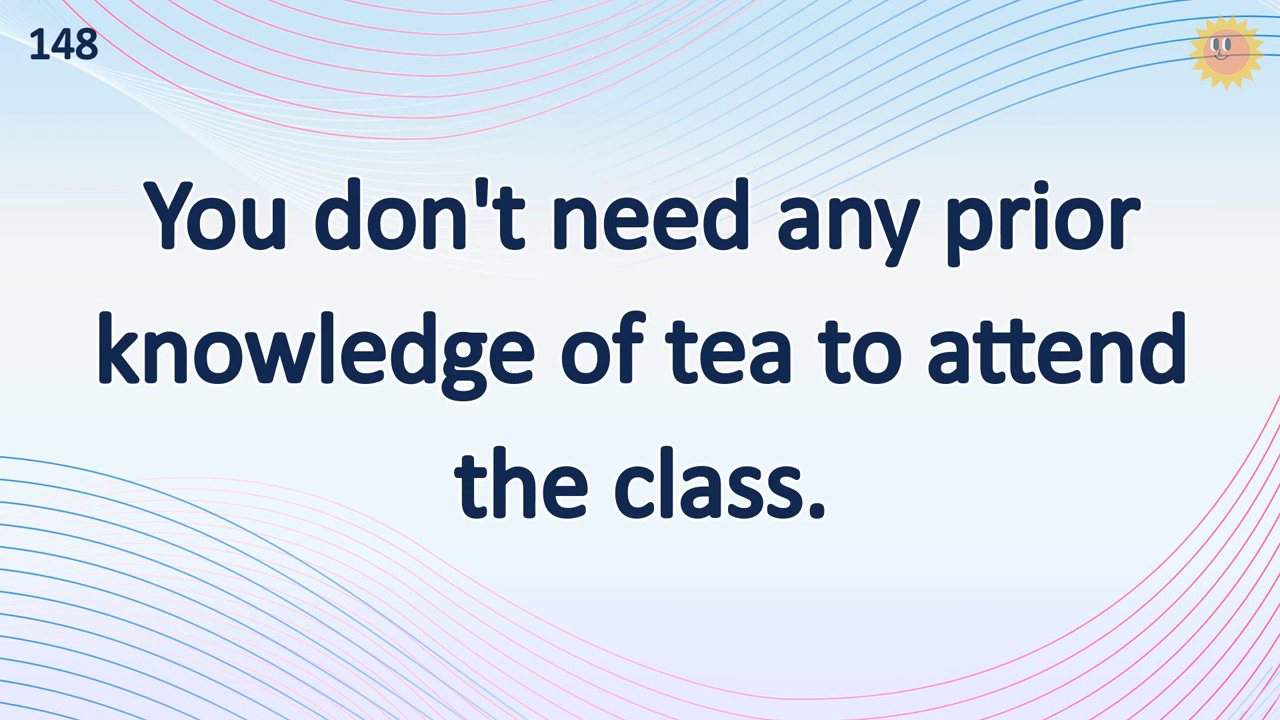 148
You don't need any prior
knowledge of tea to attend
the class.